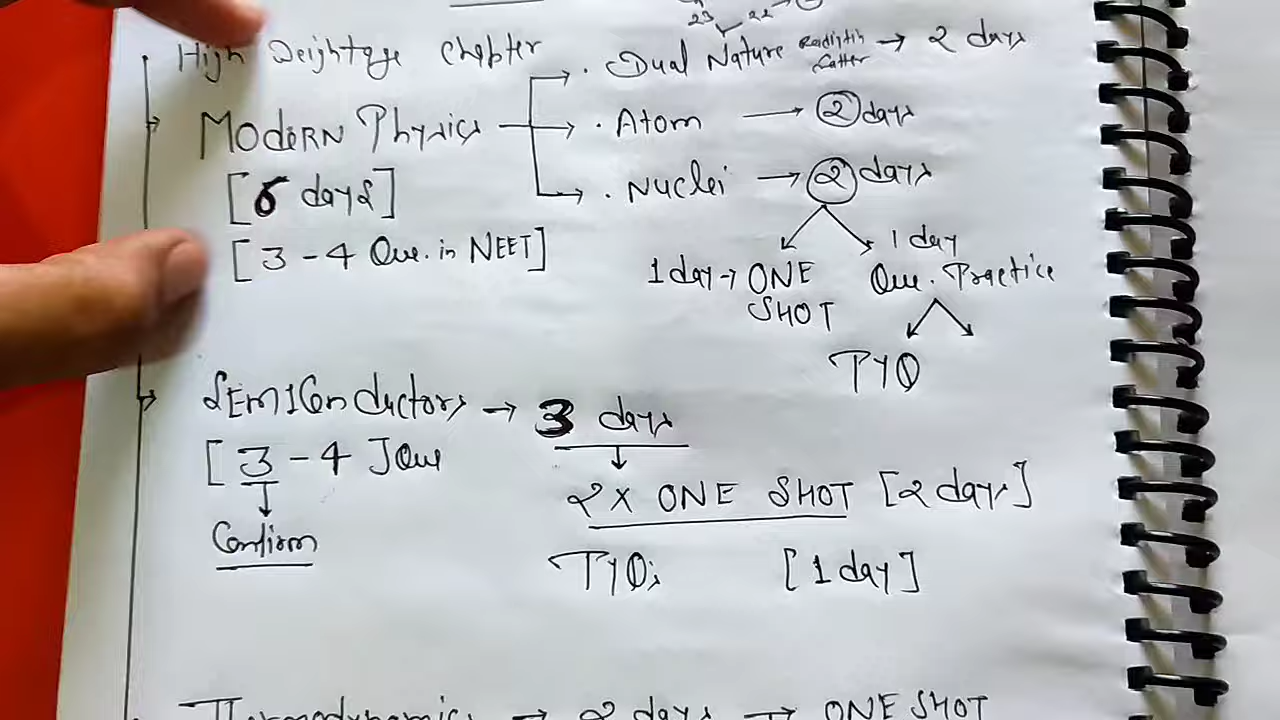 23 22
High Weightage Chapter
. Dual Nature → 2 days
Modern Physics
. Atom → 2 days
. Nuclei → 2 days
[6 days]
[3 - 4 Que. in NEET]
1 day → ONE SHOT
1 day Que. Practice
PYQ
SEMIConductors → 3 days
[3 - 4 Que
Confirm
2 X ONE SHOT [2 days]
PYQs [1 day]
Thermodynamics → 2 days → ONE SHOT